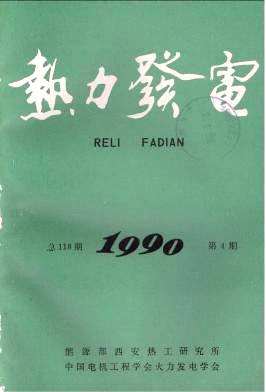 熱力發電
RELI FADIAN
总118期 1990 第4期
能源部西安热工研究所
中国电机工程学会火力发电学会